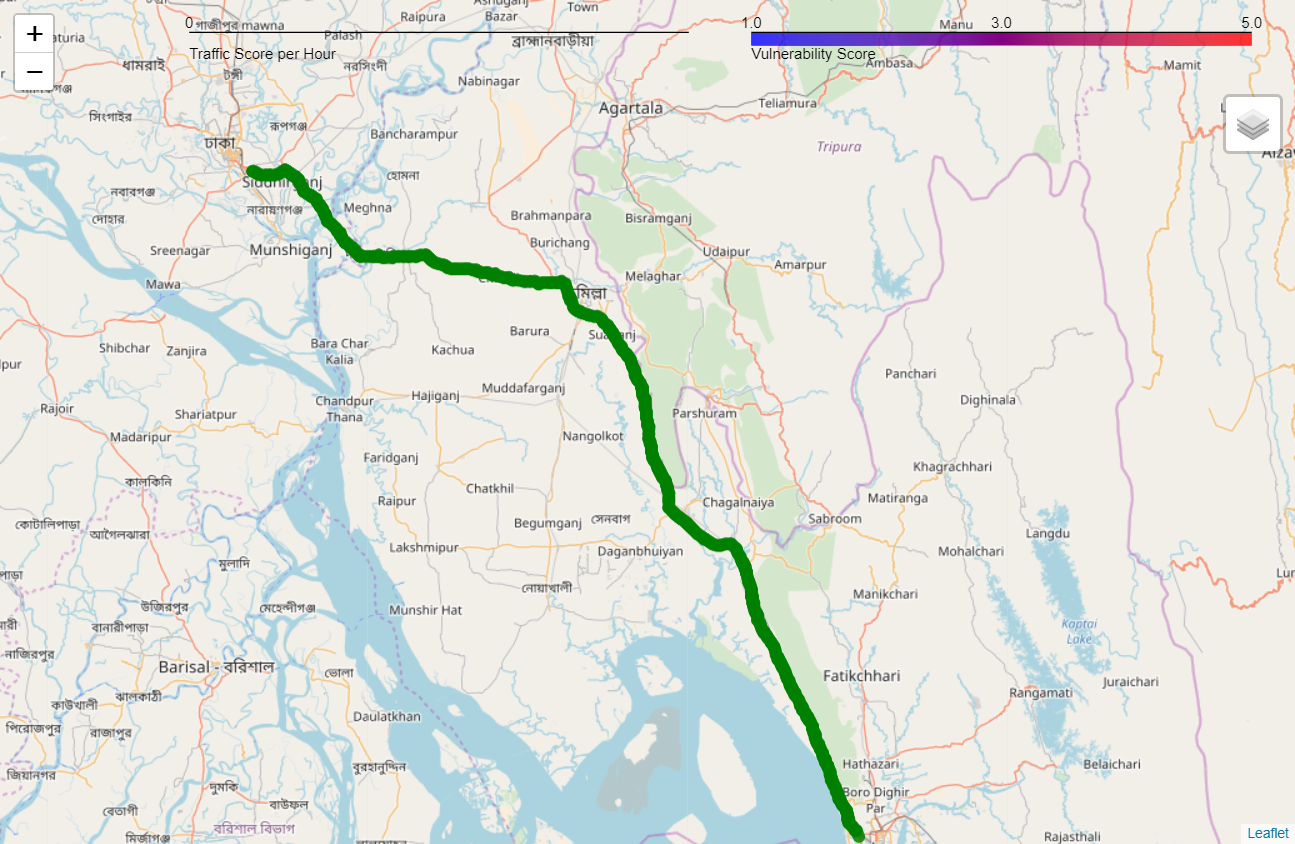 +
−
0
Traffic Score per Hour
1.0
3.0
5.0
Vulnerability Score
গাজীপুর
mawna
Raipura
Bazar
Town
Manu
Palash
ব্রাহ্মণবাড়ীয়া
Ambasa
Mamit
ধামরাই
টঙ্গী
নরসিংদী
Nabinagar
Agartala
Teliamura
সিংগাইর
রূপগঞ্জ
Bancharampur
ঢাকা
Tripura
নবাবগঞ্জ
হোমনা
নারায়ণগঞ্জ
Meghna
দোহার
Brahmanpara
Bisramganj
Sreenagar
Munshiganj
Burichang
Udaipur
Amarpur
Mawa
Melaghar
Barura
Shibchar
Zanjira
Bara Char
Kalia
Kachua
Panchari
Muddafarganj
Hajiganj
Rajoir
Shariatpur
Chandpur
Thana
Parshuram
Dighinala
Madaripur
Nangolkot
Faridganj
Khagrachhari
কালকিনি
Chatkhil
Raipur
Chagalnaiya
Matiranga
কোটালিপাড়া
আগৈলঝারা
Begumganj
সেনবাগ
Sabroom
Langdu
Lakshmipur
Daganbhuiyan
Mohalchari
মুলাদি
নোয়াখালী
Manikchari
উজিরপুর
মেহেন্দীগঞ্জ
Munshir Hat
বানারীপাড়া
Kaptai
Lake
নাজিরপুর
Barisal - বরিশাল
ভোলা
Fatikchhari
Juraichari
ঝালকাঠী
কাউখালী
Rangamati
Daulatkhan
পিরোজপুর
রাজাপুর
Hathazari
Belaichari
জিয়ানগর
বুরহানুদ্দিন
দুমকি
Boro Dighir
Par
বেতাগী
বাউফল
বরিশাল বিভাগ
মির্জাগঞ্জ
Rajasthali
Leaflet